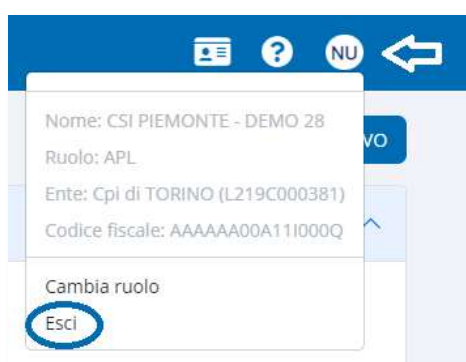 NU
VO
Nome: CSI PIEMONTE - DEMO 28
Ruolo: APL
Ente: Cpi di TORINO (L219C000381)
Codice fiscale: AAAAAA00A11I000Q
Cambia ruolo
Esci